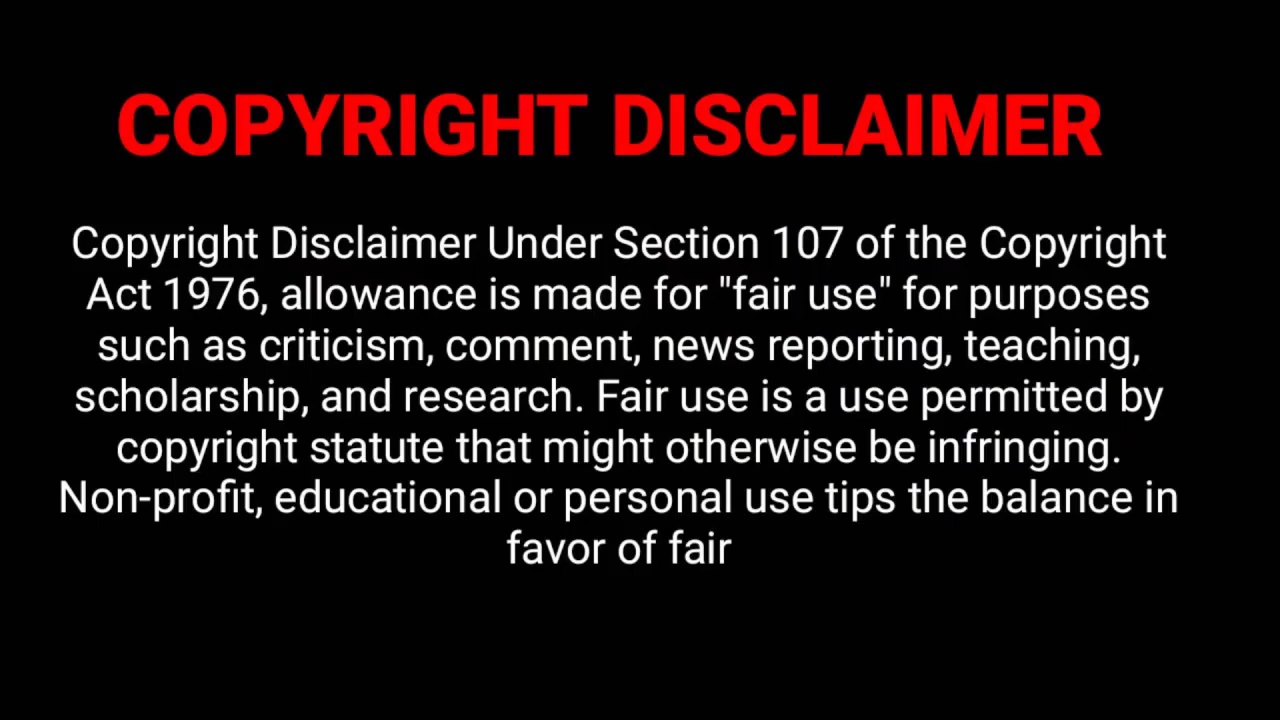 COPYRIGHT DISCLAIMER
Copyright Disclaimer Under Section 107 of the Copyright
Act 1976, allowance is made for "fair use" for purposes
such as criticism, comment, news reporting, teaching,
scholarship, and research. Fair use is a use permitted by
copyright statute that might otherwise be infringing.
Non-profit, educational or personal use tips the balance in
favor of fair